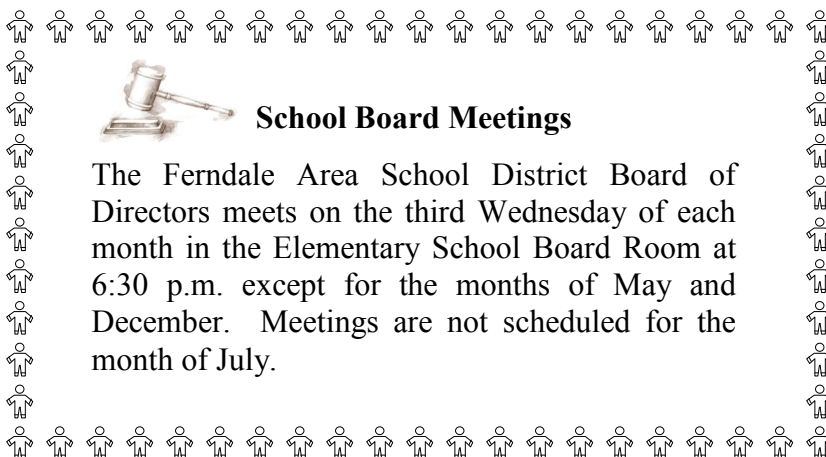 School Board Meetings
The Ferndale Area School District Board of
Directors meets on the third Wednesday of each
month in the Elementary School Board Room at
6:30 p.m. except for the months of May and
December.  Meetings are not scheduled for the
month of July.